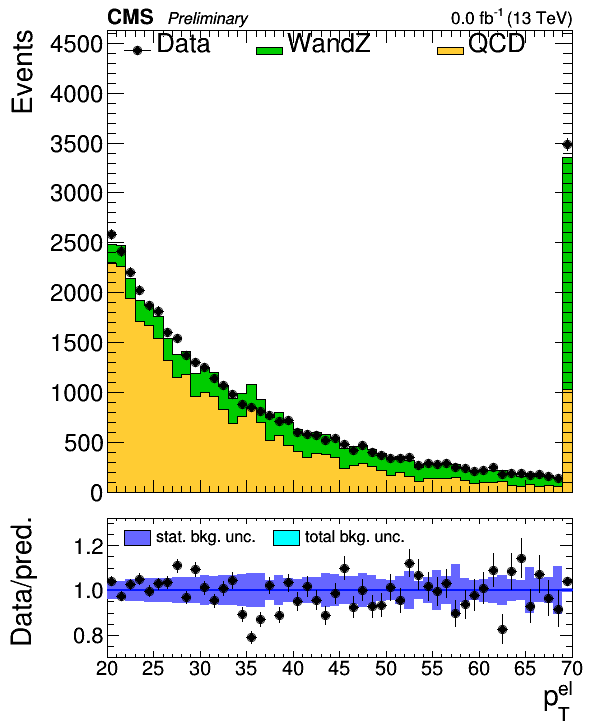 CMS Preliminary 0.0 fb⁻¹ (13 TeV)
Events
Data WandZ QCD
4500
4000
3500
3000
2500
2000
1500
1000
500
0
Data/pred.
stat. bkg. unc. total bkg. unc.
1.2
1.0
0.8
20 25 30 35 40 45 50 55 60 65 70
p_T^el